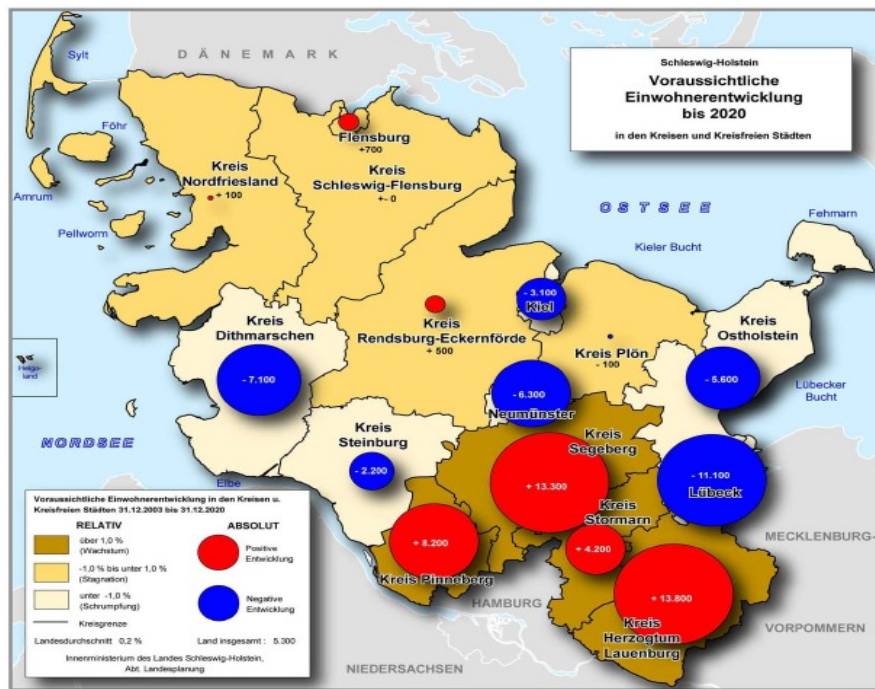 Sylt
DÄNEMARK
Schleswig-Holstein
Voraussichtliche
Einwohnerentwicklung
bis 2020
in den Kreisen und Kreisfreien Städten
Föhr
Flensburg
+700
Kreis
Nordfriesland
+ 100
Kreis
Schleswig-Flensburg
+- 0
Amrum
Pellworm
OSTSEE
Fehmarn
Kieler Bucht
- 3.100
Kiel
Kreis
Dithmarschen
- 7.100
Kreis
Rendsburg-Eckernförde
+ 500
Kreis Plön
- 100
Kreis
Ostholstein
- 5.600
Helgo-
land
Lübecker
Bucht
- 6.300
Neumünster
NORDSEE
Kreis
Steinburg
- 2.200
Kreis
Segeberg
+ 13.300
- 11.100
Lübeck
Elbe
Kreis
Stormarn
+ 4.200
+ 8.200
Kreis Pinneberg
MECKLENBURG-
HAMBURG
+ 13.800
Kreis
Herzogtum
Lauenburg
VORPOMMERN
NIEDERSACHSEN
Voraussichtliche Einwohnerentwicklung in den Kreisen u.
Kreisfreien Städten 31.12.2003 bis 31.12.2020
RELATIV
ABSOLUT
über 1,0 %
(Wachstum)
Positive
Entwicklung
-1,0 % bis unter 1,0 %
(Stagnation)
unter -1,0 %
(Schrumpfung)
Negative
Entwicklung
Kreisgrenze
Landesdurchschnitt 0,2 %
Land insgesamt : 5.300
Innenministerium des Landes Schleswig-Holstein,
Abt. Landesplanung